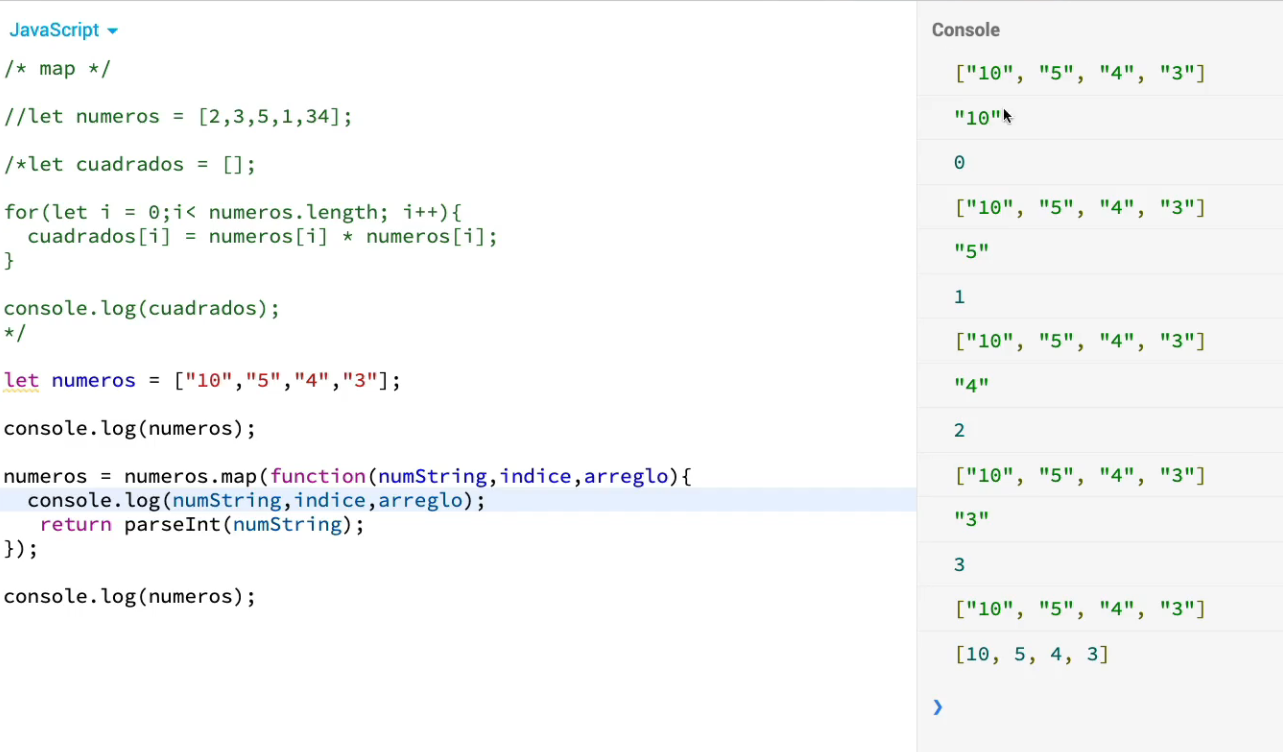 JavaScript
/* map */
//let numeros = [2,3,5,1,34];
/*let cuadrados = [];
for(let i = 0;i< numeros.length; i++){
  cuadrados[i] = numeros[i] * numeros[i];
}
console.log(cuadrados);
*/
let numeros = ["10","5","4","3"];
console.log(numeros);
numeros = numeros.map(function(numString,indice,arreglo){
  console.log(numString,indice,arreglo);
   return parseInt(numString);
});
console.log(numeros);
Console
["10", "5", "4", "3"]
"10"
0
["10", "5", "4", "3"]
"5"
1
["10", "5", "4", "3"]
"4"
2
["10", "5", "4", "3"]
"3"
3
["10", "5", "4", "3"]
[10, 5, 4, 3]